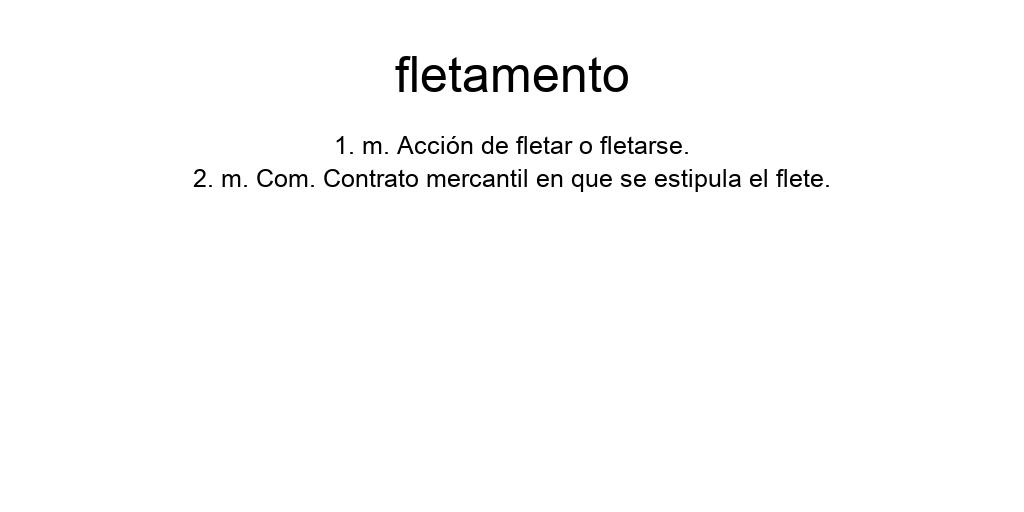 fletamento
1. m. Acción de fletar o fletarse.
2. m. Com. Contrato mercantil en que se estipula el flete.